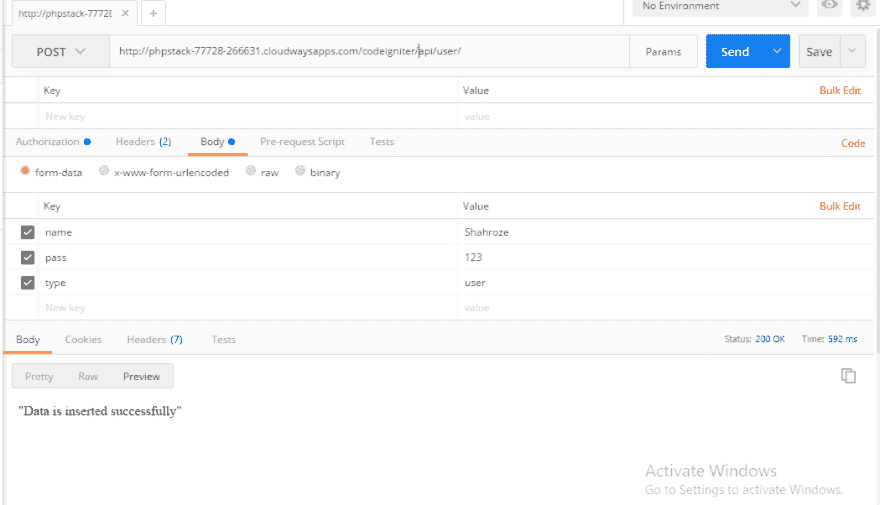 http://phpstack-77728 × +
No Environment
POST http://phpstack-77728-266631.cloudwaysapps.com/codeigniter/api/user/ Params Send Save
Key Value Bulk Edit
New key value
Authorization Headers (2) Body Pre-request Script Tests Code
form-data x-www-form-urlencoded raw binary
Key Value Bulk Edit
name Shahroze
pass 123
type user
New key value
Body Cookies Headers (7) Tests Status: 200 OK Time: 592 ms
Pretty Raw Preview
"Data is inserted successfully"
Activate Windows
Go to Settings to activate Windows.